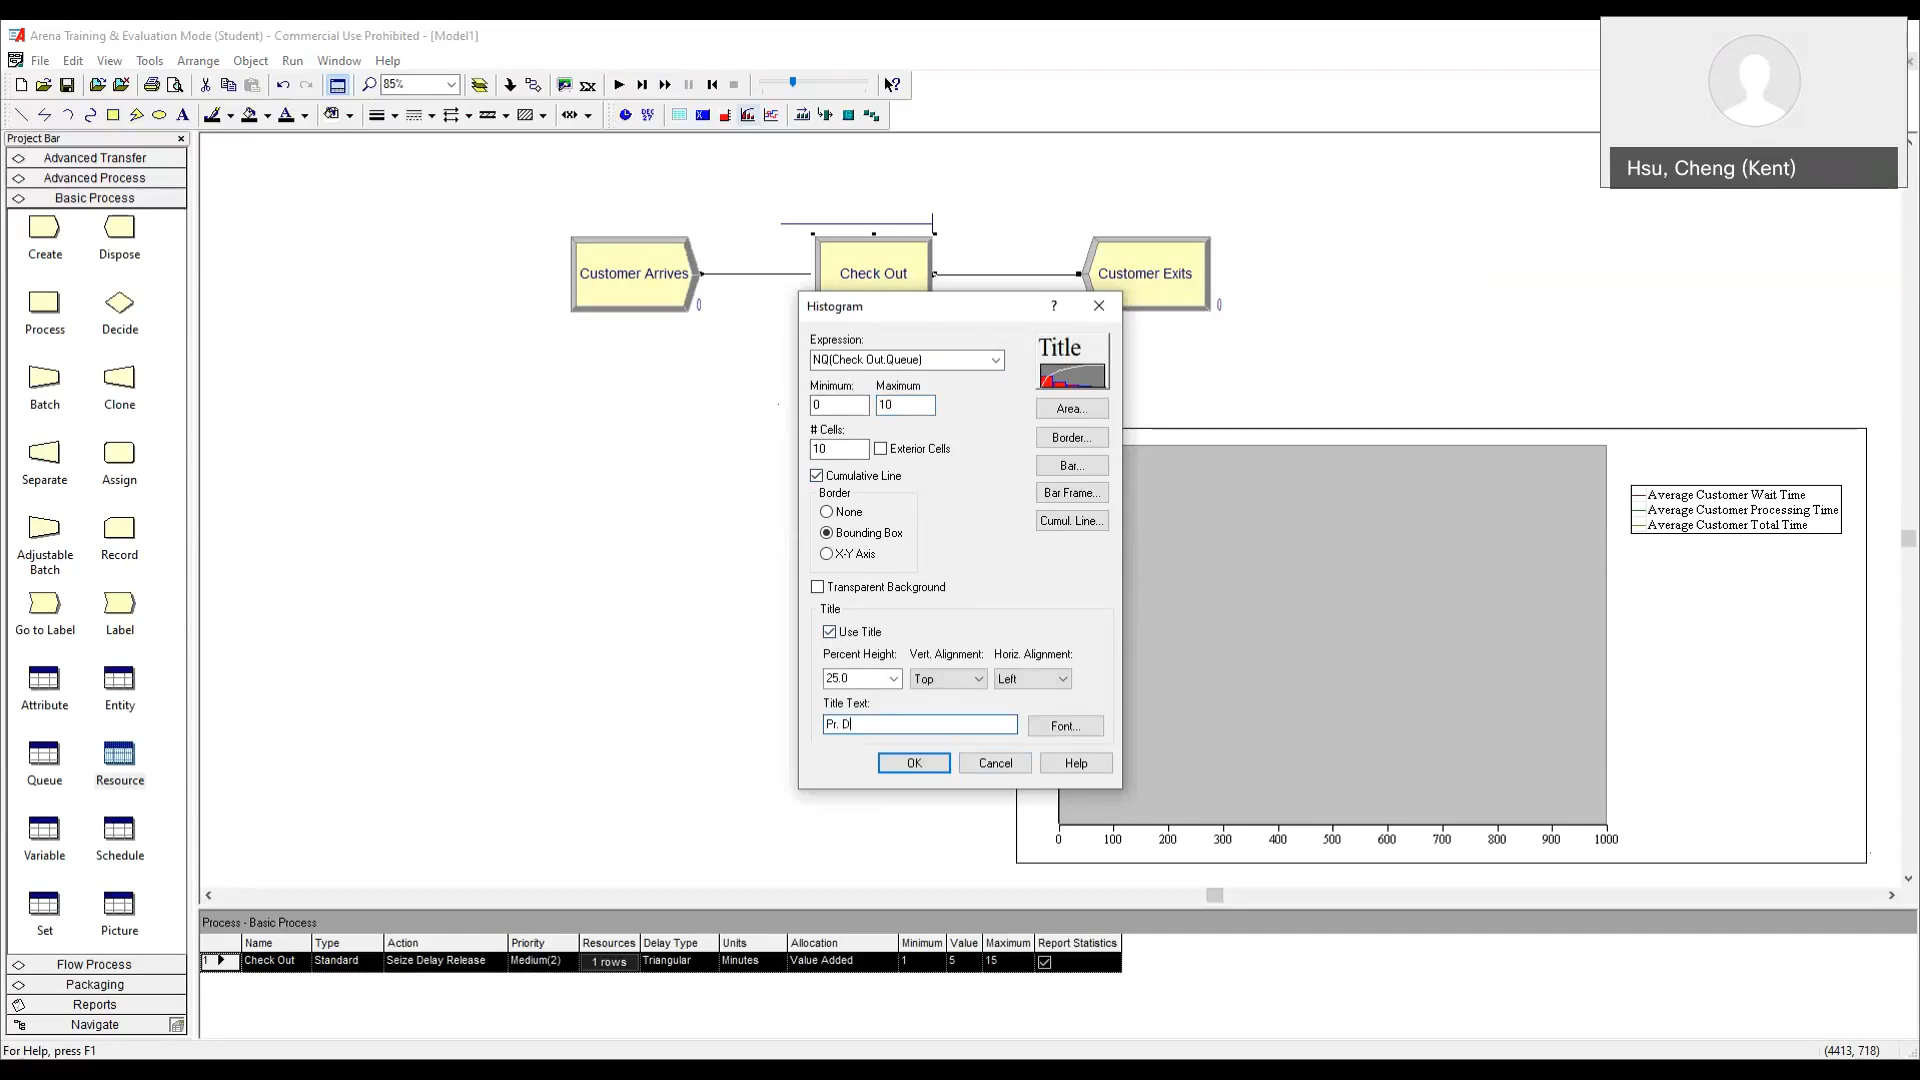 Arena Training & Evaluation Mode (Student) - Commercial Use Prohibited - [Model1]
File Edit View Tools Arrange Object Run Window Help
85%
Hsu, Cheng (Kent)
Project Bar
Advanced Transfer
Advanced Process
Basic Process
Create Dispose
Process Decide
Batch Clone
Separate Assign
Adjustable Batch Record
Go to Label Label
Attribute Entity
Queue Resource
Variable Schedule
Set Picture
Flow Process
Packaging
Reports
Navigate
Customer Arrives
0
Check Out
Customer Exits
0
Histogram ?
Expression:
NQ(Check Out.Queue)
Minimum: Maximum
0 10
# Cells:
10 Exterior Cells
Cumulative Line
Border
None
Bounding Box
X-Y Axis
Transparent Background
Title
Area...
Border...
Bar...
Bar Frame...
Cumul. Line...
Title
Use Title
Percent Height: Vert. Alignment: Horiz. Alignment:
25.0 Top Left
Title Text:
Pr. D
Font...
OK Cancel Help
Average Customer Wait Time
Average Customer Processing Time
Average Customer Total Time
0 100 200 300 400 500 600 700 800 900 1000
Process - Basic Process
Name Type Action Priority Resources Delay Type Units Allocation Minimum Value Maximum Report Statistics
1 Check Out Standard Seize Delay Release Medium(2) 1 rows Triangular Minutes Value Added 1 5 15
For Help, press F1
(4413, 718)